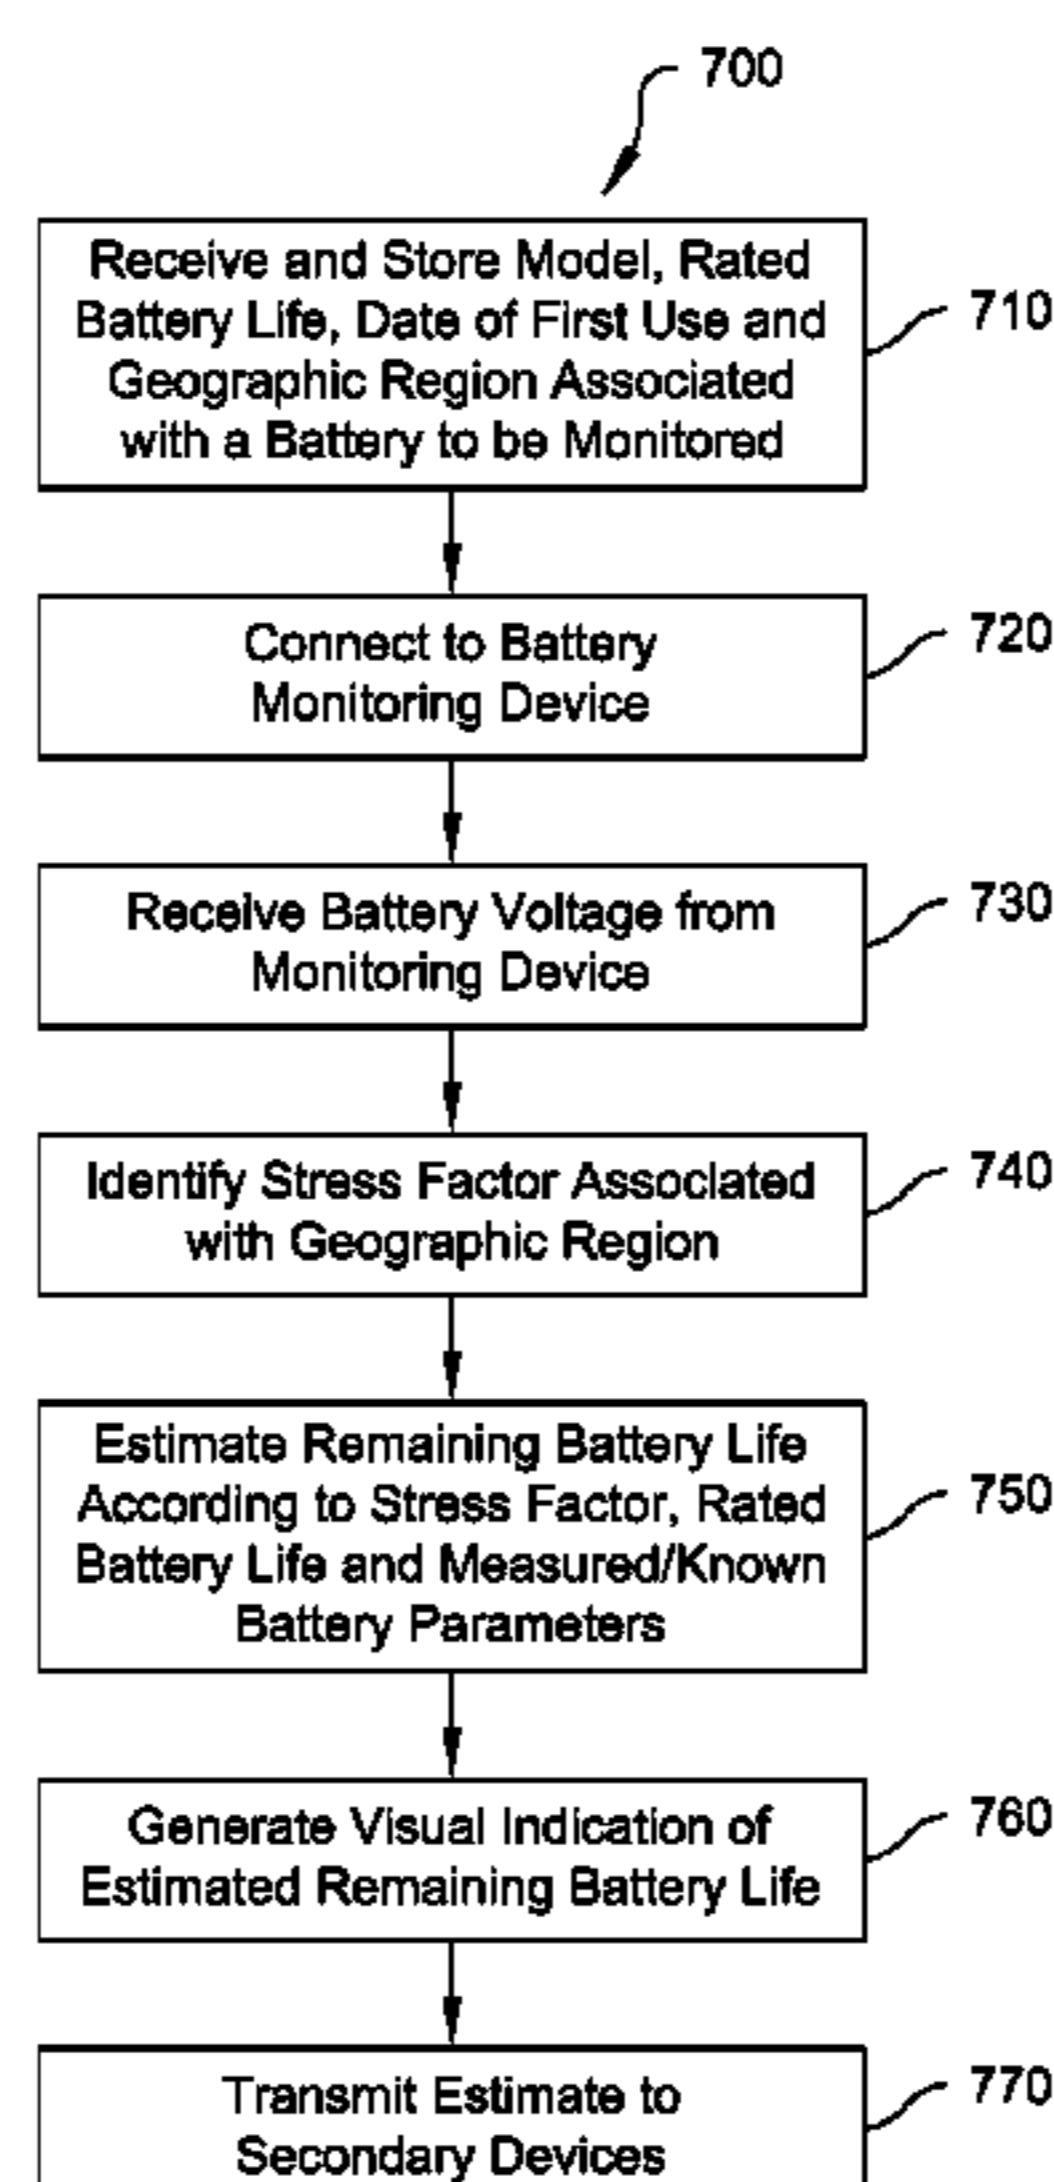 700
Receive and Store Model, Rated
Battery Life, Date of First Use and
Geographic Region Associated
with a Battery to be Monitored
710
Connect to Battery
Monitoring Device
720
Receive Battery Voltage from
Monitoring Device
730
Identify Stress Factor Associated
with Geographic Region
740
Estimate Remaining Battery Life
According to Stress Factor, Rated
Battery Life and Measured/Known
Battery Parameters
750
Generate Visual Indication of
Estimated Remaining Battery Life
760
Transmit Estimate to
Secondary Devices
770